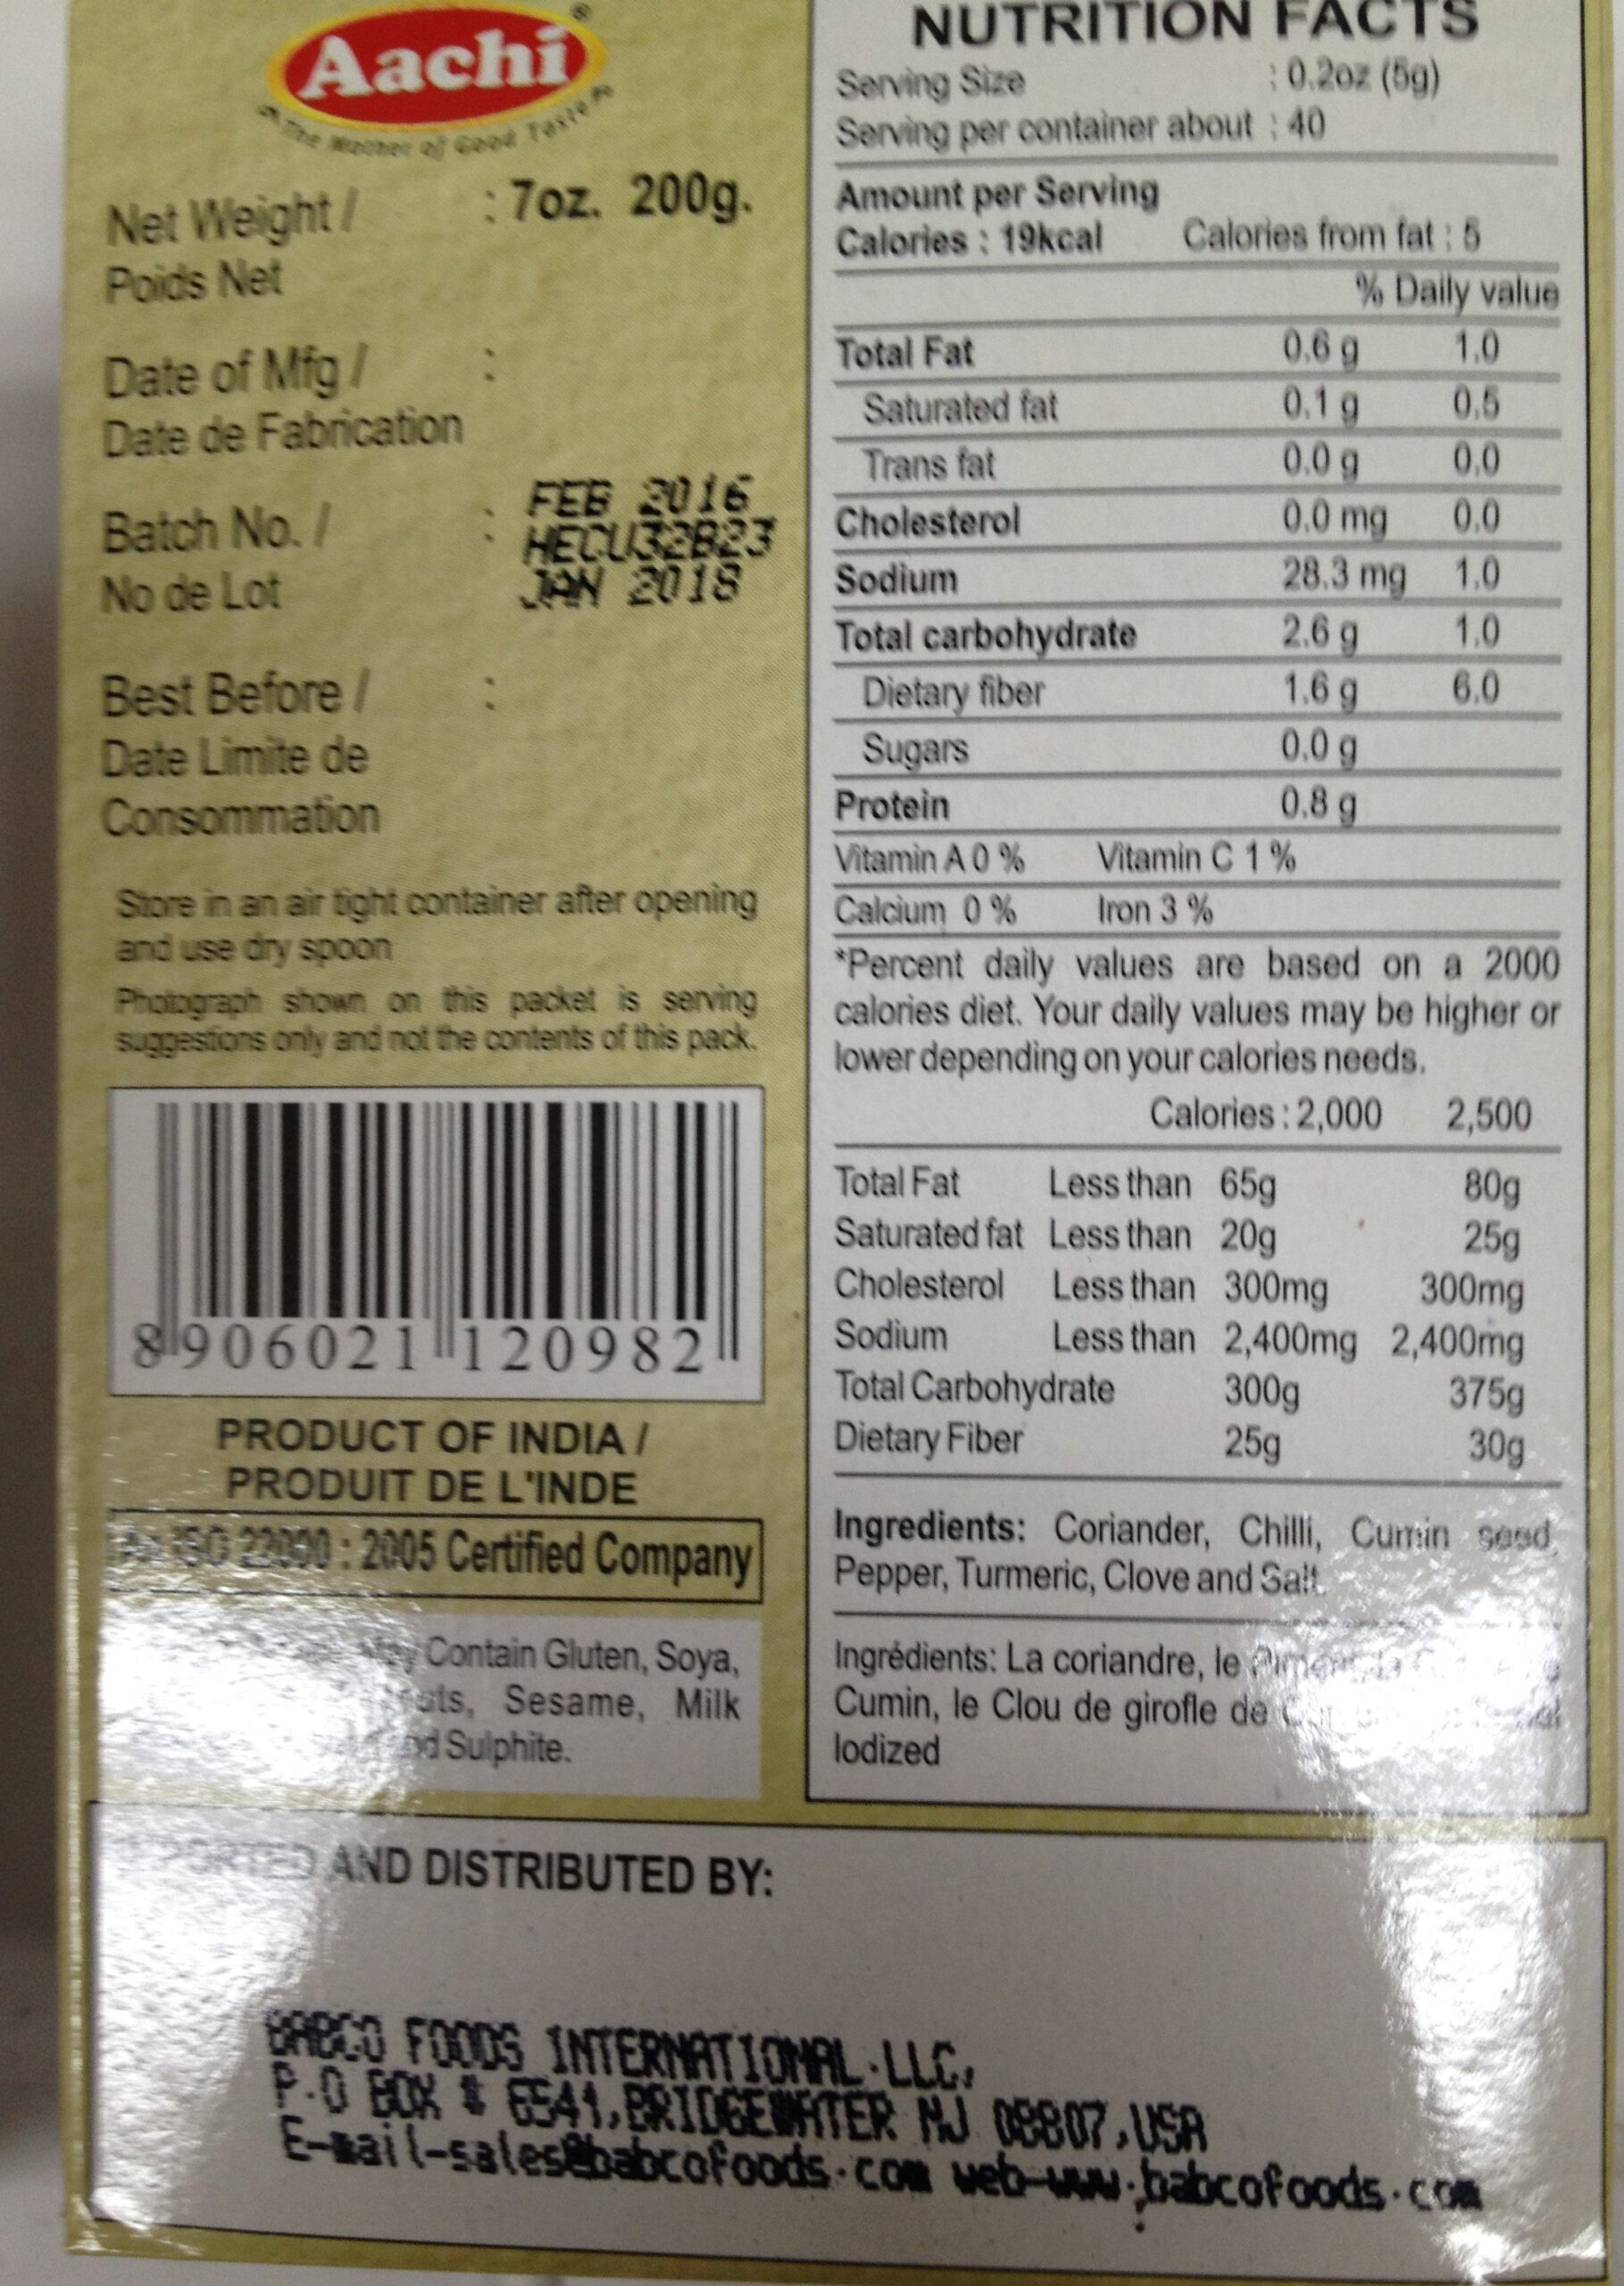 Aachi
The Mother of Good Taste
Net Weight / : 7oz. 200g.
Poids Net
Date of Mfg / :
Date de Fabrication
FEB 2016
Batch No. / : HECU32B23
No de Lot JAN 2018
Best Before / :
Date Limite de
Consommation
Store in an air tight container after opening
and use dry spoon
Photograph shown on this packet is serving
suggestions only and not the contents of this pack.
8 906021 120982
PRODUCT OF INDIA /
PRODUIT DE L'INDE
An ISO 22000 : 2005 Certified Company
May Contain Gluten, Soya,
Sesame, Milk
and Sulphite.
NUTRITION FACTS
Serving Size : 0.2oz (5g)
Serving per container about : 40
Amount per Serving
Calories : 19kcal Calories from fat : 5
% Daily value
Total Fat 0.6 g 1.0
Saturated fat 0.1 g 0.5
Trans fat 0.0 g 0.0
Cholesterol 0.0 mg 0.0
Sodium 28.3 mg 1.0
Total carbohydrate 2.6 g 1.0
Dietary fiber 1.6 g 6.0
Sugars 0.0 g
Protein 0.8 g
Vitamin A 0 % Vitamin C 1 %
Calcium 0 % Iron 3 %
*Percent daily values are based on a 2000
calories diet. Your daily values may be higher or
lower depending on your calories needs.
Calories : 2,000 2,500
Total Fat Less than 65g 80g
Saturated fat Less than 20g 25g
Cholesterol Less than 300mg 300mg
Sodium Less than 2,400mg 2,400mg
Total Carbohydrate 300g 375g
Dietary Fiber 25g 30g
Ingredients: Coriander, Chilli, Cumin seed,
Pepper, Turmeric, Clove and Salt.
Ingrédients: La coriandre, le
Cumin, le Clou de girofle de
Iodized
AND DISTRIBUTED BY:
BABCO FOODS INTERNATIONAL LLC,
P.O BOX # 6541, BRIDGEWATER NJ 08807, USA
E-mail-sales@babcofoods.com web-www.babcofoods.com